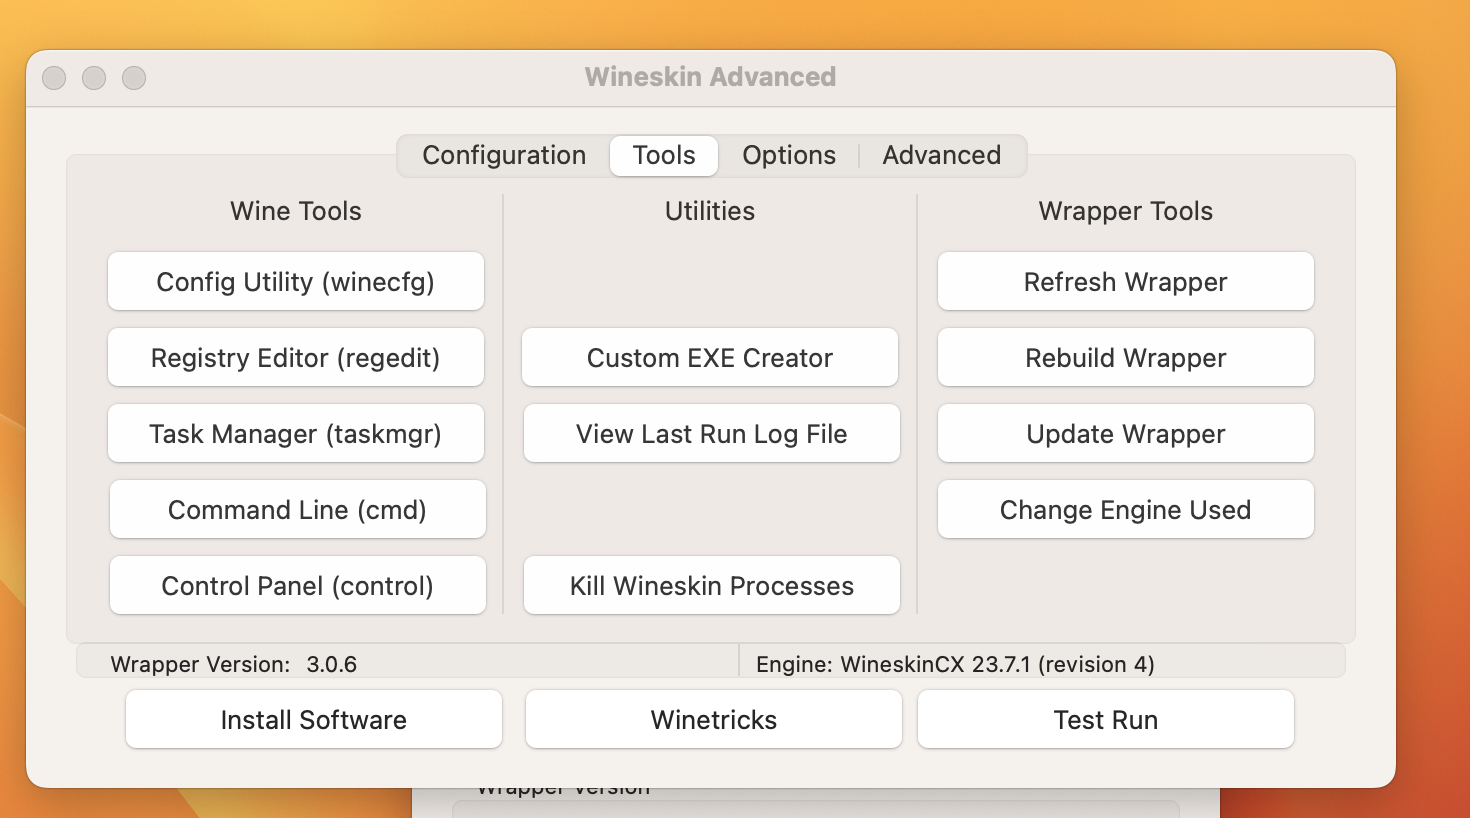 Wineskin Advanced
Configuration
Tools
Options
Advanced
Wine Tools
Config Utility (winecfg)
Registry Editor (regedit)
Task Manager (taskmgr)
Command Line (cmd)
Control Panel (control)
Utilities
Custom EXE Creator
View Last Run Log File
Kill Wineskin Processes
Wrapper Tools
Refresh Wrapper
Rebuild Wrapper
Update Wrapper
Change Engine Used
Wrapper Version: 3.0.6
Engine: WineskinCX 23.7.1 (revision 4)
Install Software
Winetricks
Test Run
Wrapper Version